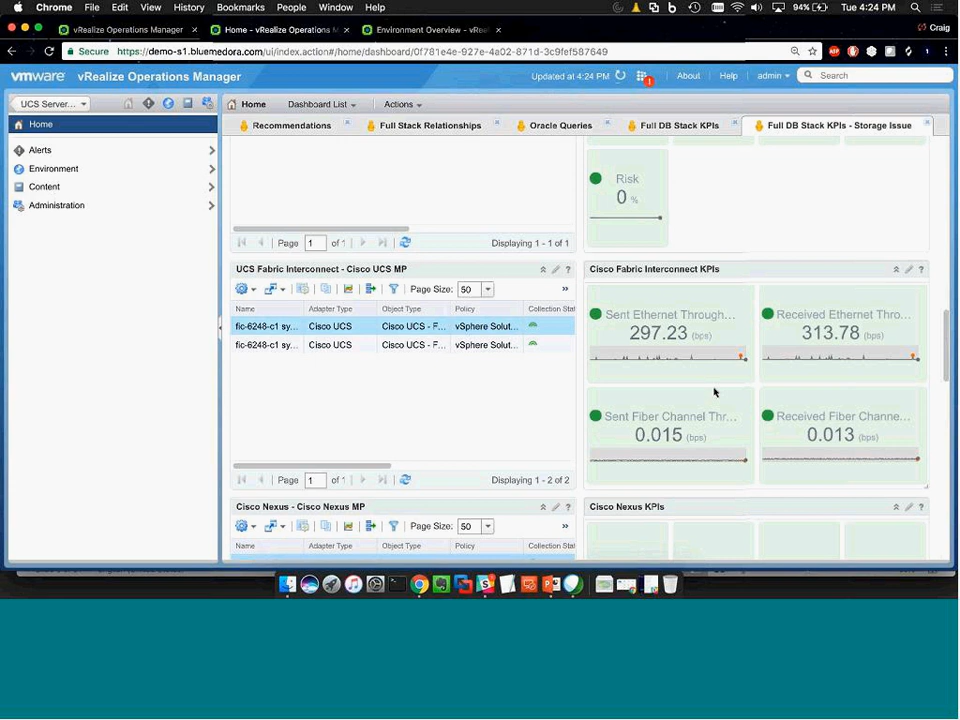 Chrome File Edit View History Bookmarks People Window Help 94% Tue 4:24 PM
vRealize Operations Manager Home - vRealize Operations M Environment Overview - vRea Craig
Secure https://demo-s1.bluemedora.com/ui/index.action#/home/dashboard/0f781e4e-927e-4a02-871d-3c9fef587649
vmware vRealize Operations Manager Updated at 4:24 PM 1 About Help admin Search
UCS Server... Home Dashboard List Actions
Home Recommendations Full Stack Relationships Oracle Queries Full DB Stack KPIs Full DB Stack KPIs - Storage Issue
Alerts
Environment
Content
Administration
Risk
0 %
Page 1 of 1 Displaying 1 - 1 of 1
UCS Fabric Interconnect - Cisco UCS MP
Page Size: 50
Name Adapter Type Object Type Policy Collection Stat
fic-6248-c1 sy... Cisco UCS Cisco UCS - F... vSphere Solut...
fic-6248-c1 sy... Cisco UCS Cisco UCS - F... vSphere Solut...
Page 1 of 1 Displaying 1 - 2 of 2
Cisco Fabric Interconnect KPIs
Sent Ethernet Through...
297.23 (bps)
Received Ethernet Thro...
313.78 (bps)
Sent Fiber Channel Thr...
0.015 (bps)
Received Fiber Channe...
0.013 (bps)
Cisco Nexus - Cisco Nexus MP
Page Size: 50
Name Adapter Type Object Type Policy Collection Stat
Cisco Nexus KPIs